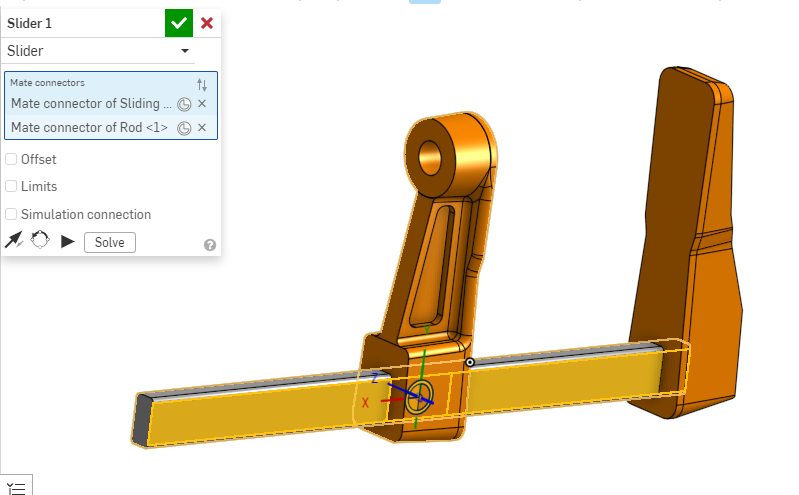 Slider 1
Slider
Mate connectors
Mate connector of Sliding ...
Mate connector of Rod <1>
Offset
Limits
Simulation connection
Solve
?
Y
Z
X